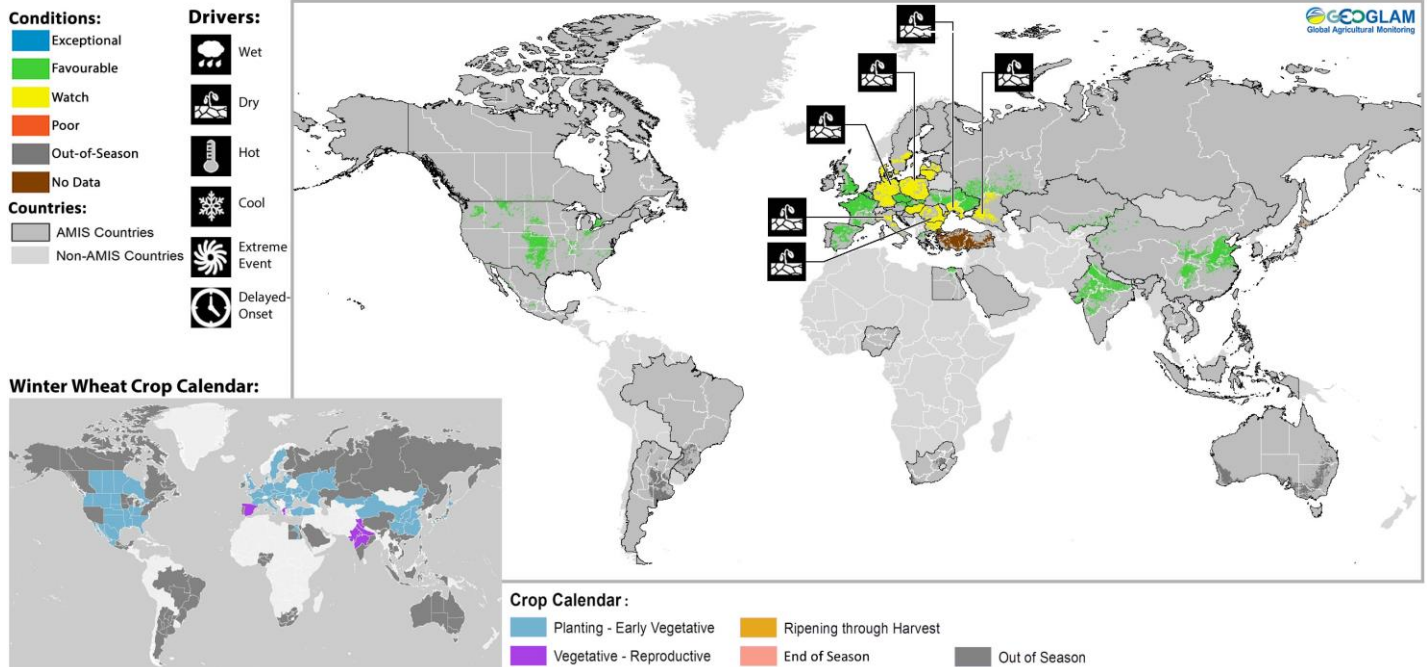 Conditions:
Exceptional
Favourable
Watch
Poor
Out-of-Season
No Data
Countries:
AMIS Countries
Non-AMIS Countries
Drivers:
Wet
Dry
Hot
Cool
Extreme
Event
Delayed-
Onset
GEOGLAM
Global Agricultural Monitoring
Winter Wheat Crop Calendar:
Crop Calendar :
Planting - Early Vegetative
Vegetative - Reproductive
Ripening through Harvest
End of Season
Out of Season